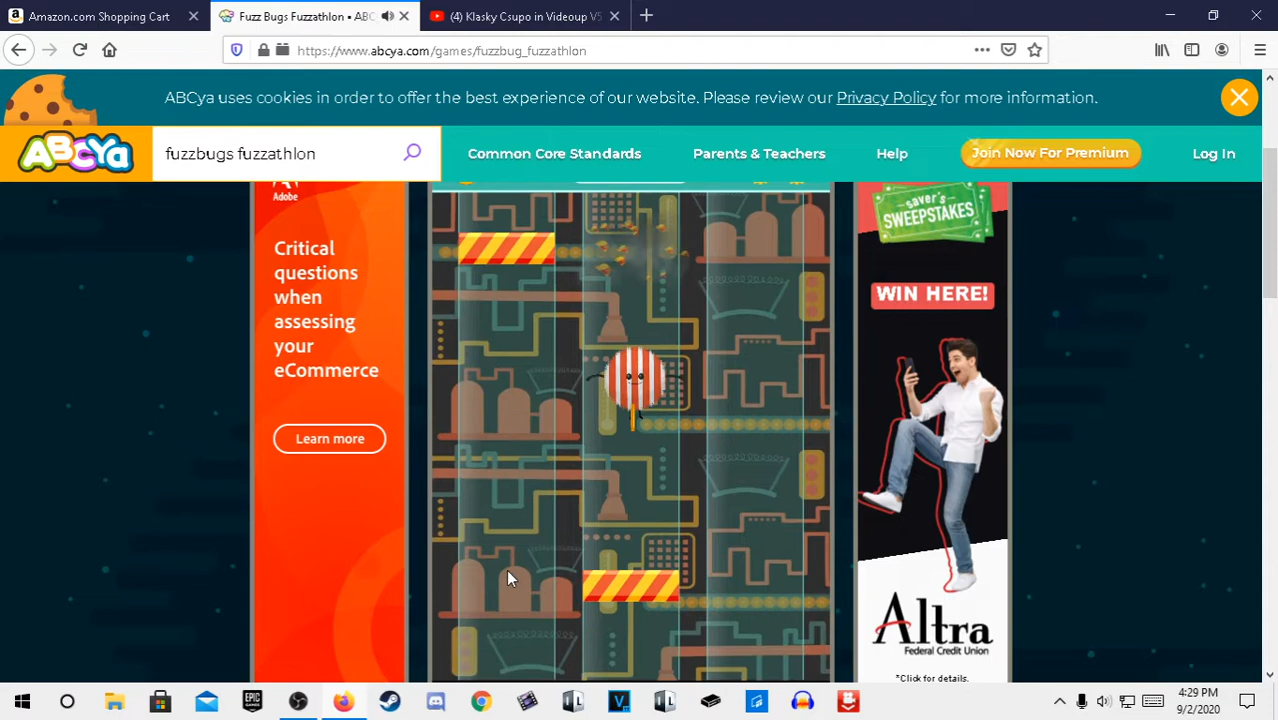 Amazon.com Shopping Cart
Fuzz Bugs Fuzzathlon • ABC
(4) Klasky Csupo in Videoup V5
https://www.abcya.com/games/fuzzbug_fuzzathlon
ABCya uses cookies in order to offer the best experience of our website. Please review our Privacy Policy for more information.
ABCYa
fuzzbugs fuzzathlon
Common Core Standards
Parents & Teachers
Help
Join Now For Premium
Log In
Adobe
Critical
questions
when
assessing
your
eCommerce
Learn more
saver's
SWEEPSTAKES
WIN HERE!
Altra
Federal Credit Union
*Click for details.
EPIC
GAMES
4:29 PM
9/2/2020